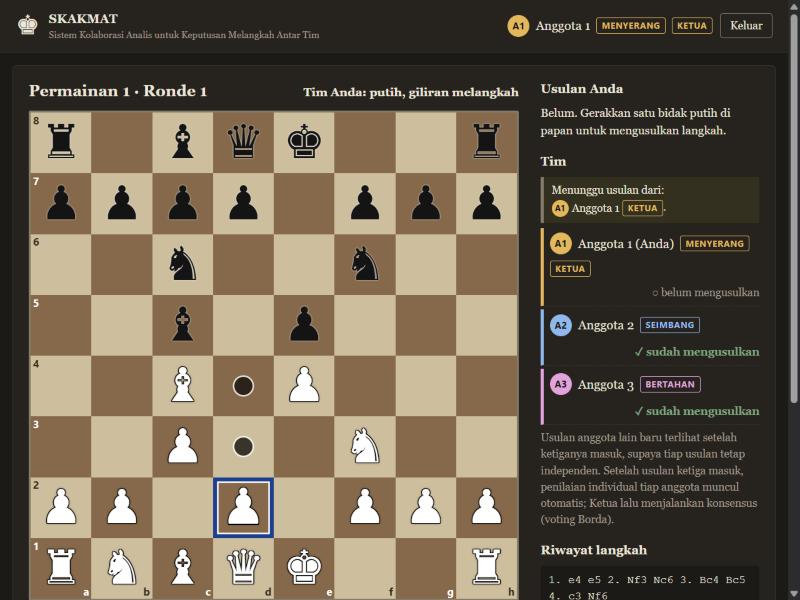 SKAKMAT
Sistem Kolaborasi Analis untuk Keputusan Melangkah Antar Tim
A1 Anggota 1 MENYERANG KETUA Keluar
Permainan 1 · Ronde 1
Tim Anda: putih, giliran melangkah
8
7
6
5
4
3
2
1
a b c d e f g h
Usulan Anda
Belum. Gerakkan satu bidak putih di
papan untuk mengusulkan langkah.
Tim
Menunggu usulan dari:
A1 Anggota 1 KETUA.
A1 Anggota 1 (Anda) MENYERANG
KETUA
○ belum mengusulkan
A2 Anggota 2 SEIMBANG
✓ sudah mengusulkan
A3 Anggota 3 BERTAHAN
✓ sudah mengusulkan
Usulan anggota lain baru terlihat setelah
ketiganya masuk, supaya tiap usulan tetap
independen. Setelah usulan ketiga masuk,
penilaian individual tiap anggota muncul
otomatis; Ketua lalu menjalankan konsensus
(voting Borda).
Riwayat langkah
1. e4 e5 2. Nf3 Nc6 3. Bc4 Bc5
4. c3 Nf6